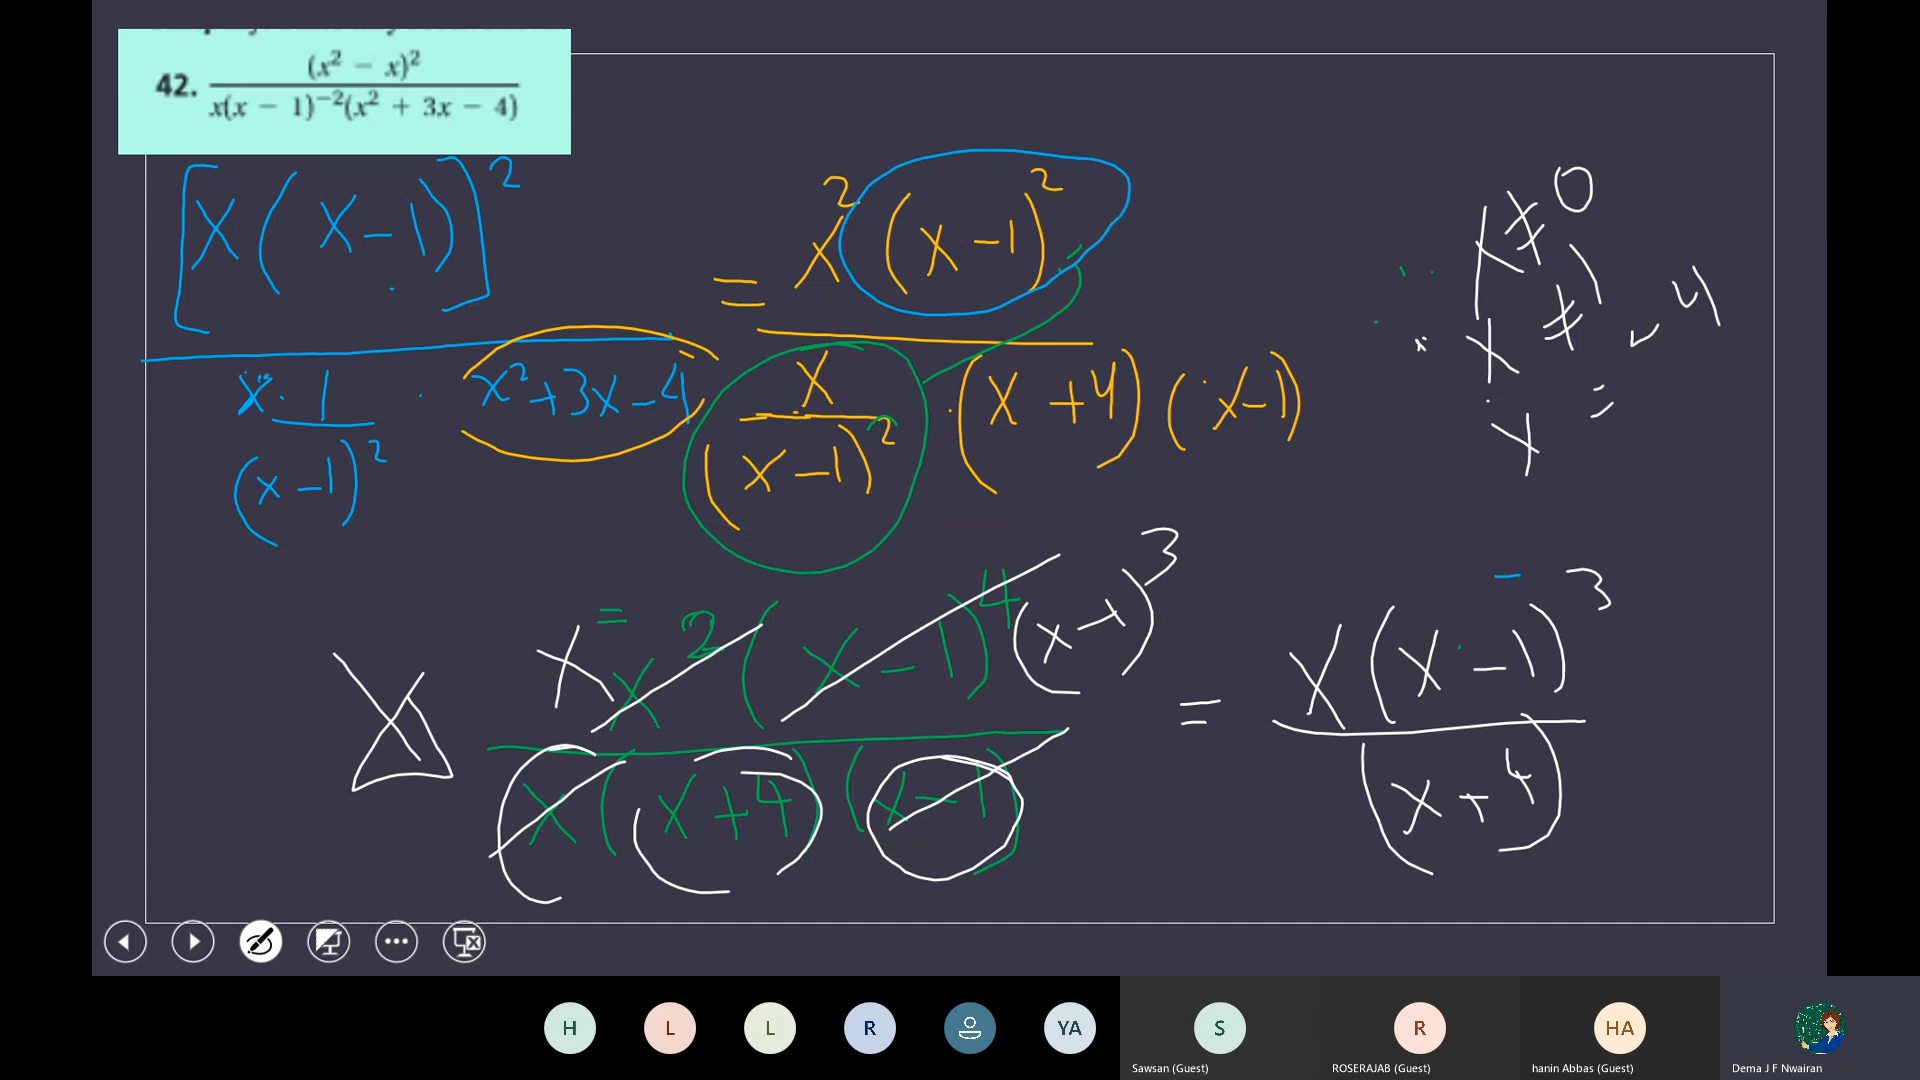 42. (x² − x)²
x(x − 1)⁻²(x² + 3x − 4)
[x(x−1)]²
x · 1
(x−1)²
· x²+3x−4
= x²(x−1)²
x
(x−1)²
· (x+4)(x−1)
x ≠ 0
x ≠ -4
x =
= x x²(x−1)⁴ (x−1)³
x(x+4)(x−1)
= x(x−1)³
(x+4)
H
L
L
R
YA
S
R
HA
Sawsan (Guest)
ROSERAJAB (Guest)
hanin Abbas (Guest)
Dema J F Nwairan